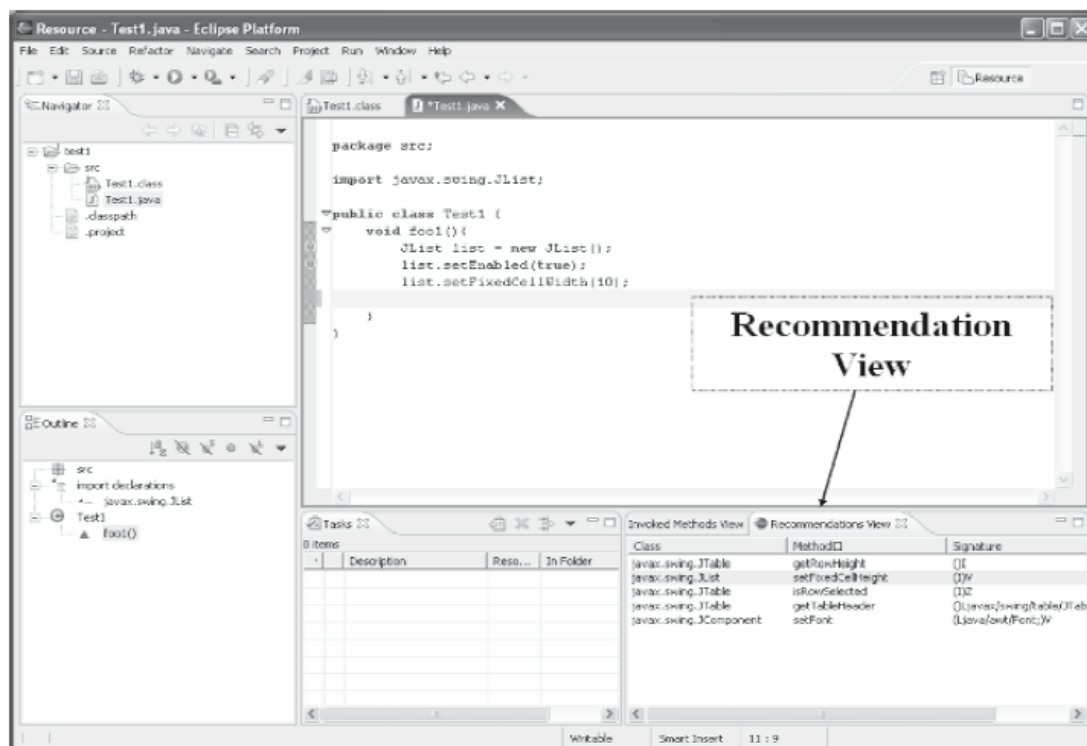 Resource - Test1.java - Eclipse Platform
File Edit Source Refactor Navigate Search Project Run Window Help
Resource
Navigator
test1
src
Test1.class
Test1.java
.classpath
.project
Test1.class
*Test1.java
package src;
import javax.swing.JList;
public class Test1 {
void foo1(){
JList list = new JList();
list.setEnabled(true);
list.setFixedCellWidth(10);
}
}
Recommendation
View
Outline
src
import declarations
javax.swing.JList
Test1
foo1()
Tasks
0 items
! Description Reso... In Folder
Invoked Methods View Recommendations View
Class Method Signature
javax.swing.JTable getRowHeight ()I
javax.swing.JList setFixedCellHeight (I)V
javax.swing.JTable isRowSelected (I)Z
javax.swing.JTable getTableHeader ()Ljavax/swing/table/JTab
javax.swing.JComponent setFont (Ljava/awt/Font;)V
Writable Smart Insert 11 : 9